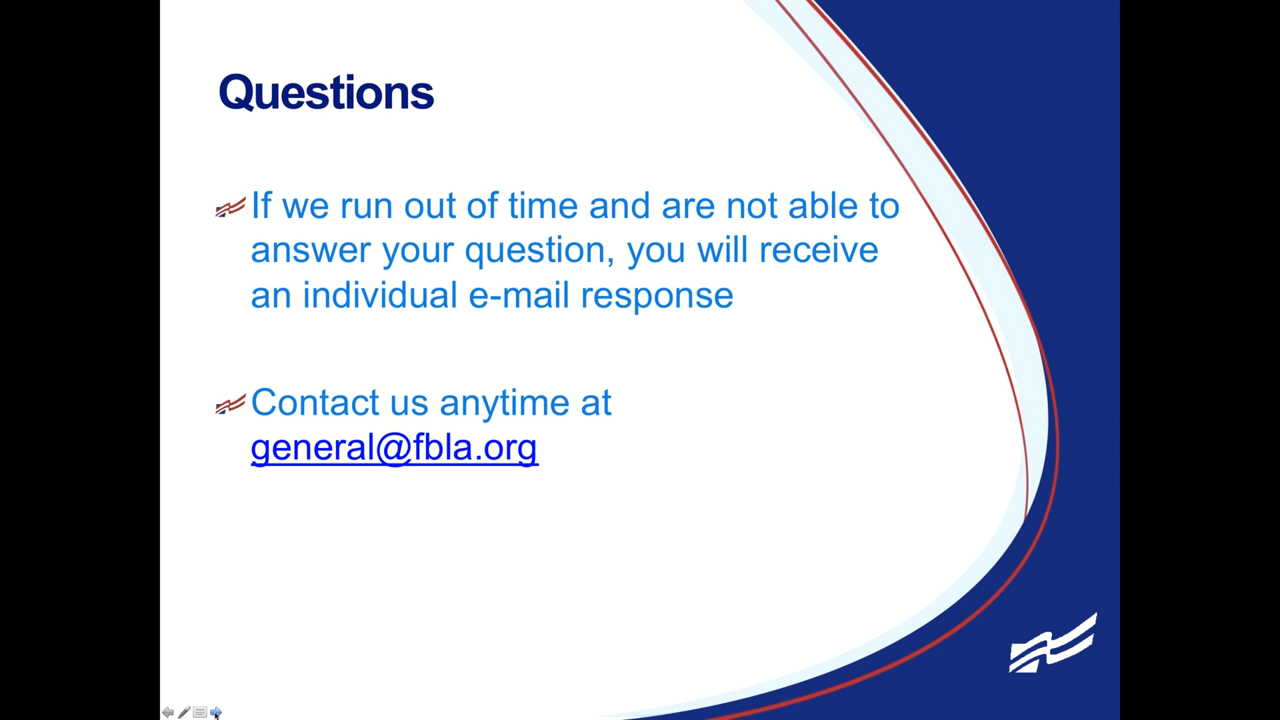 Questions
If we run out of time and are not able to
answer your question, you will receive
an individual e-mail response
Contact us anytime at
general@fbla.org